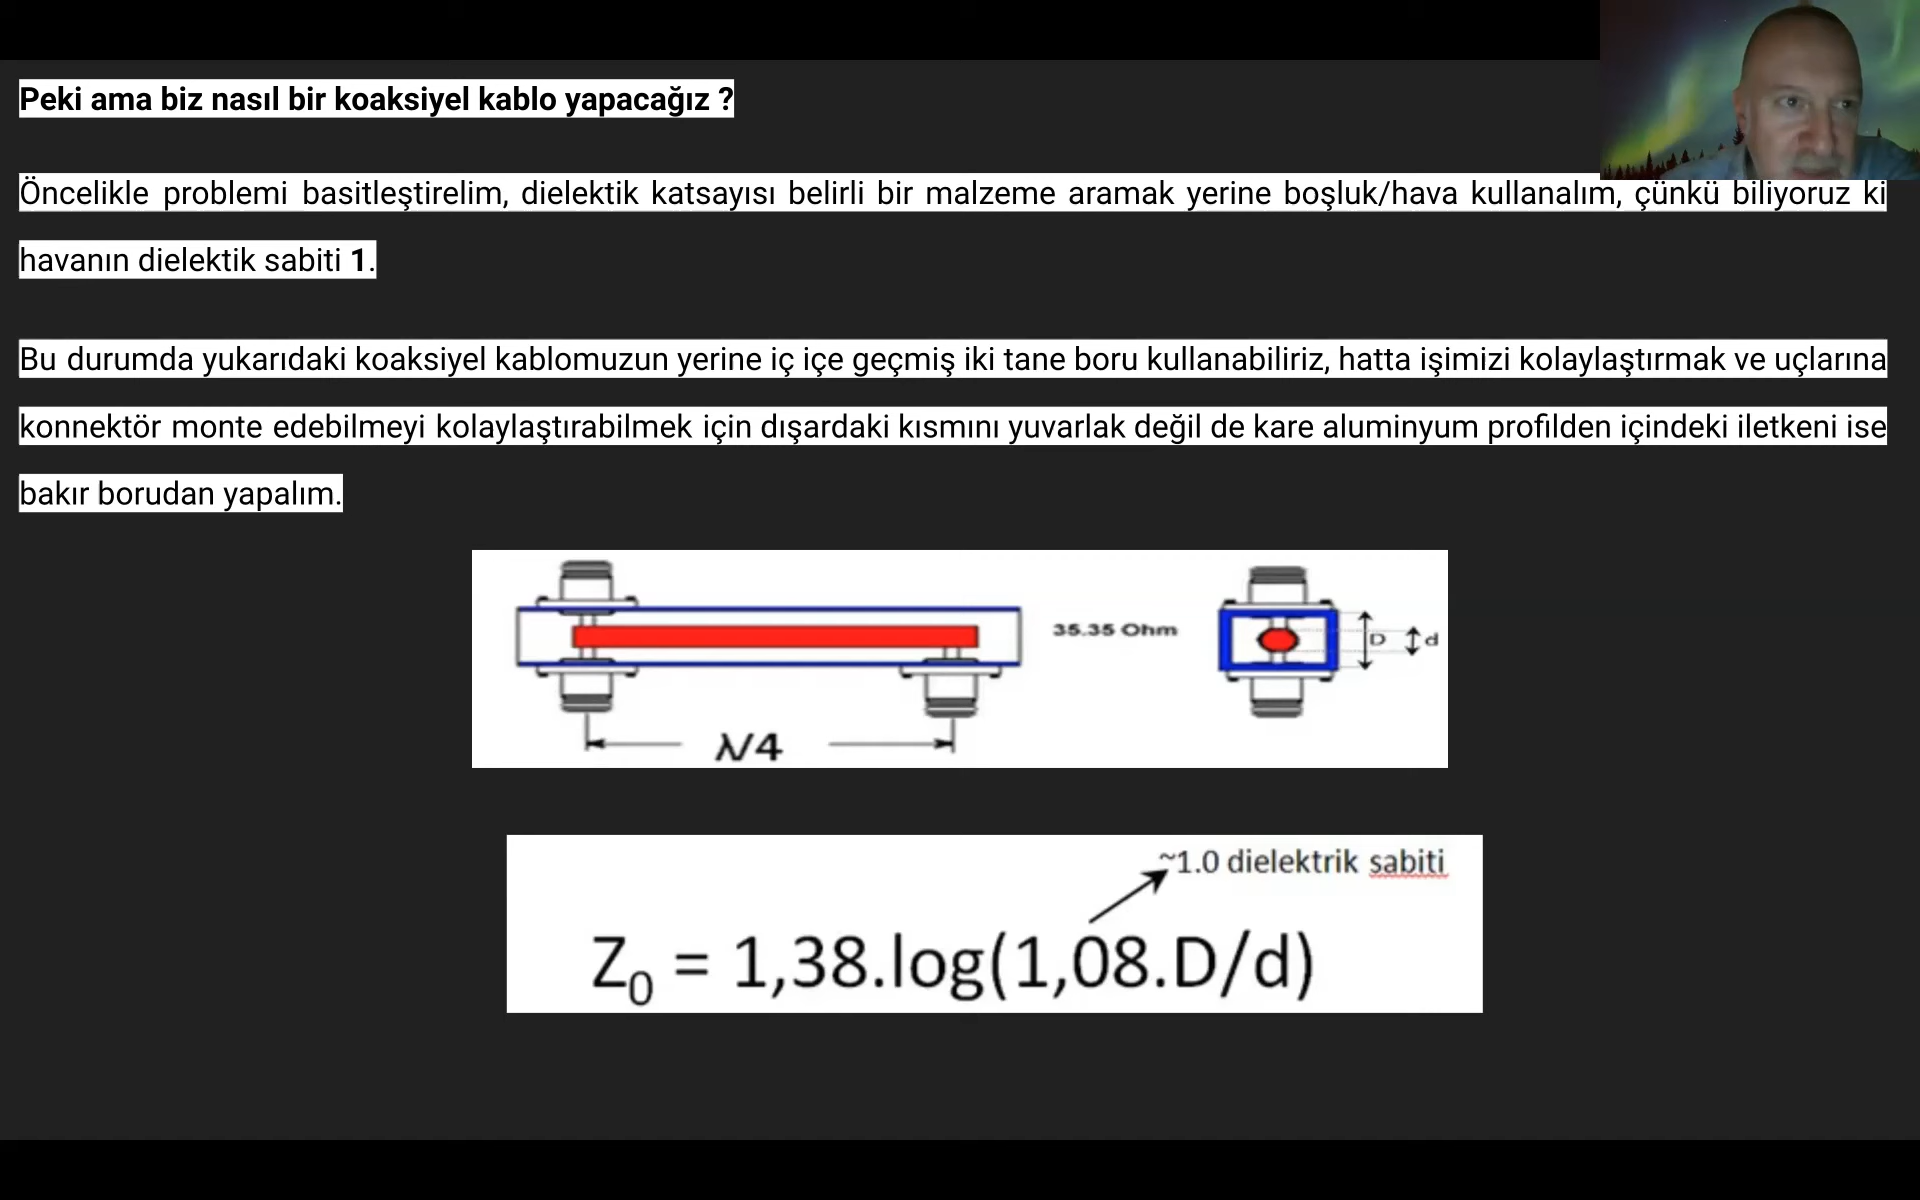 Peki ama biz nasıl bir koaksiyel kablo yapacağız ?
Öncelikle problemi basitleştirelim, dielektik katsayısı belirli bir malzeme aramak yerine boşluk/hava kullanalım, çünkü biliyoruz ki
havanın dielektik sabiti 1.
Bu durumda yukarıdaki koaksiyel kablomuzun yerine iç içe geçmiş iki tane boru kullanabiliriz, hatta işimizi kolaylaştırmak ve uçlarına
konnektör monte edebilmeyi kolaylaştırabilmek için dışardaki kısmını yuvarlak değil de kare aluminyum profilden içindeki iletkeni ise
bakır borudan yapalım.
35.35 Ohm
D
d
λ/4
~1.0 dielektrik sabiti
Z₀ = 1,38.log(1,08.D/d)